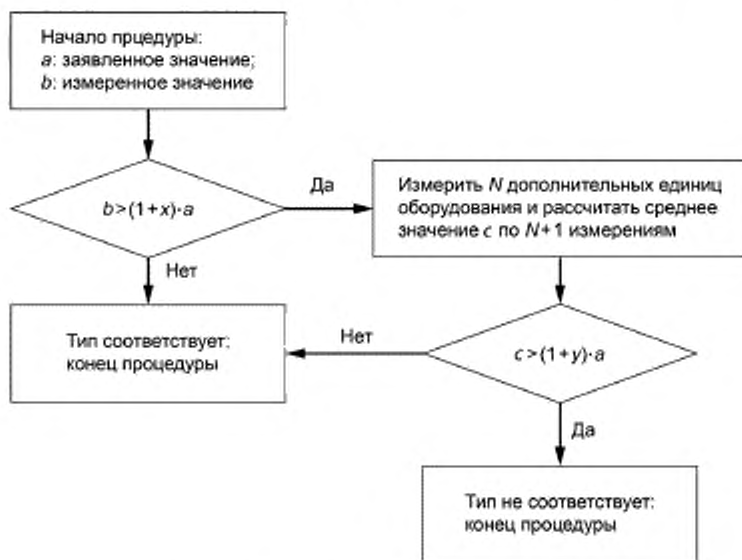 Начало прцедуры:
a: заявленное значение;
b: измеренное значение
b>(1+x)·a
Да
Измерить N дополнительных единиц
оборудования и рассчитать среднее
значение c по N+1 измерениям
Нет
Тип соответствует:
конец процедуры
Нет
c>(1+y)·a
Да
Тип не соответствует:
конец процедуры